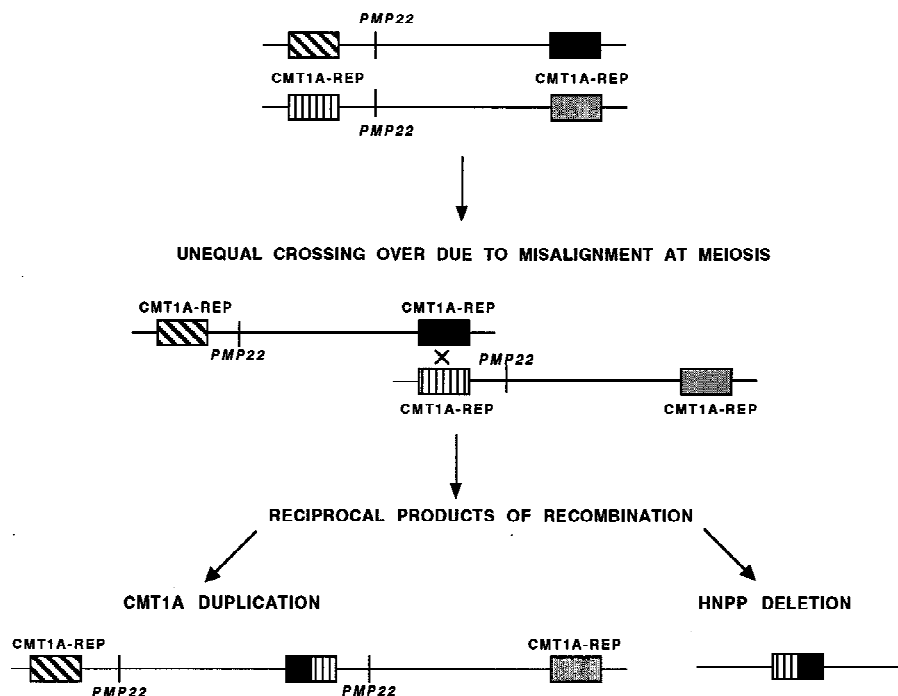 PMP22
CMT1A-REP CMT1A-REP
PMP22
UNEQUAL CROSSING OVER DUE TO MISALIGNMENT AT MEIOSIS
CMT1A-REP CMT1A-REP
PMP22 PMP22
CMT1A-REP CMT1A-REP
RECIPROCAL PRODUCTS OF RECOMBINATION
CMT1A DUPLICATION HNPP DELETION
CMT1A-REP CMT1A-REP
PMP22 PMP22